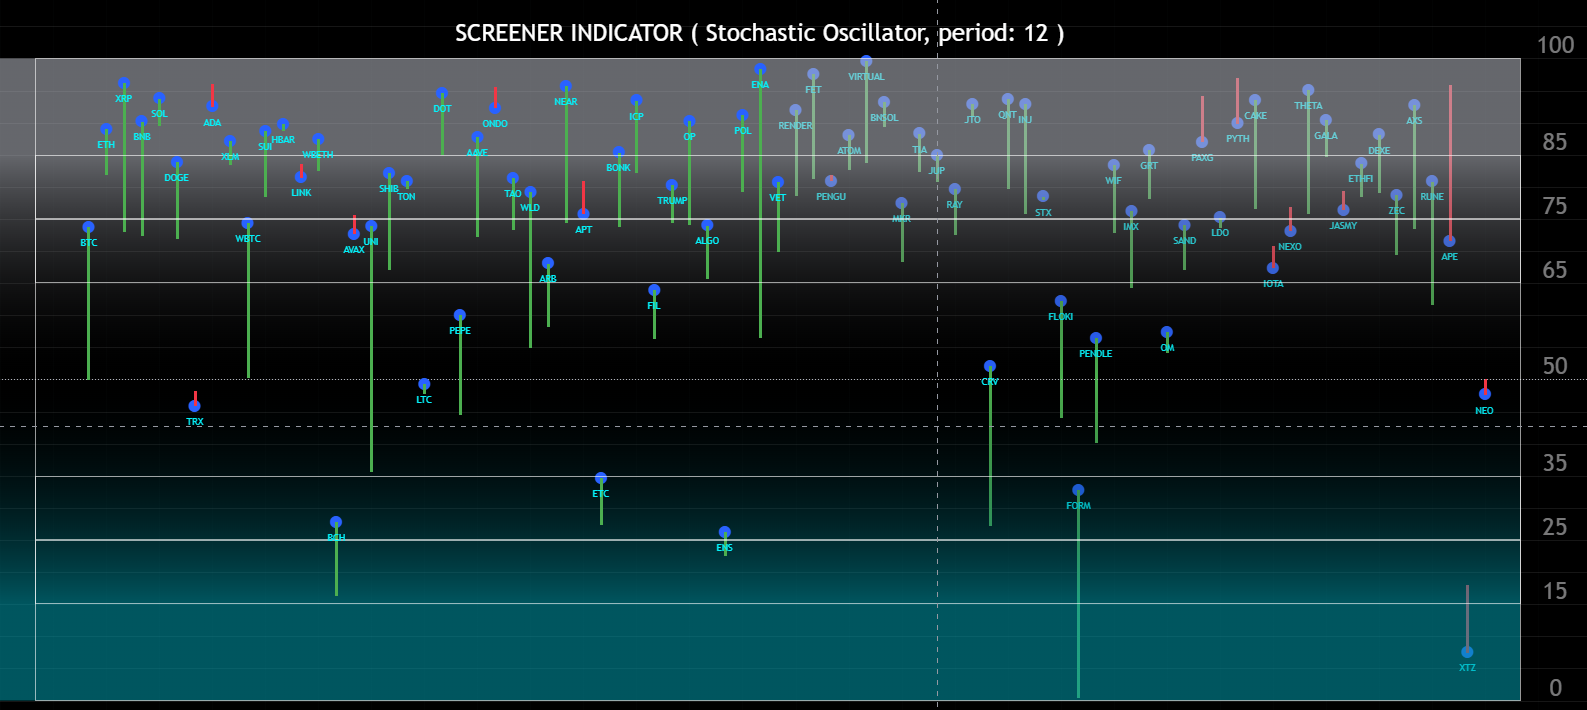 SCREENER INDICATOR ( Stochastic Oscillator, period: 12 )
100
85
75
65
50
35
25
15
0
BTC
ETH
XRP
BNB
SOL
DOGE
TRX
ADA
XLM
WBTC
SUI
HBAR
LINK
WBETH
BCH
AVAX
UNI
SHIB
TON
LTC
DOT
PEPE
AAVE
ONDO
TAO
WLD
ARB
NEAR
APT
ETC
BONK
ICP
FIL
TRUMP
OP
ALGO
ENS
POL
ENA
VET
RENDER
FET
PENGU
ATOM
VIRTUAL
BNSOL
MKR
TIA
JUP
RAY
JTO
CRV
QNT
INJ
STX
FLOKI
FORM
PENDLE
WIF
IMX
GRT
OM
SAND
PAXG
LDO
PYTH
CAKE
IOTA
NEXO
THETA
GALA
JASMY
ETHFI
DEXE
ZEC
AXS
RUNE
APE
XTZ
NEO